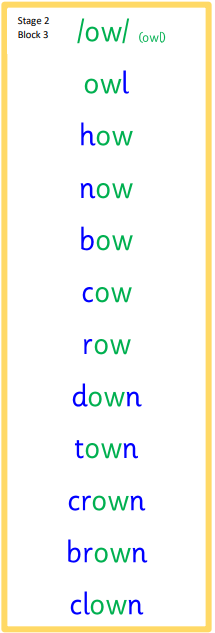 Stage 2
Block 3
/ow/ (owl)
owl
how
now
bow
cow
row
down
town
crown
brown
clown